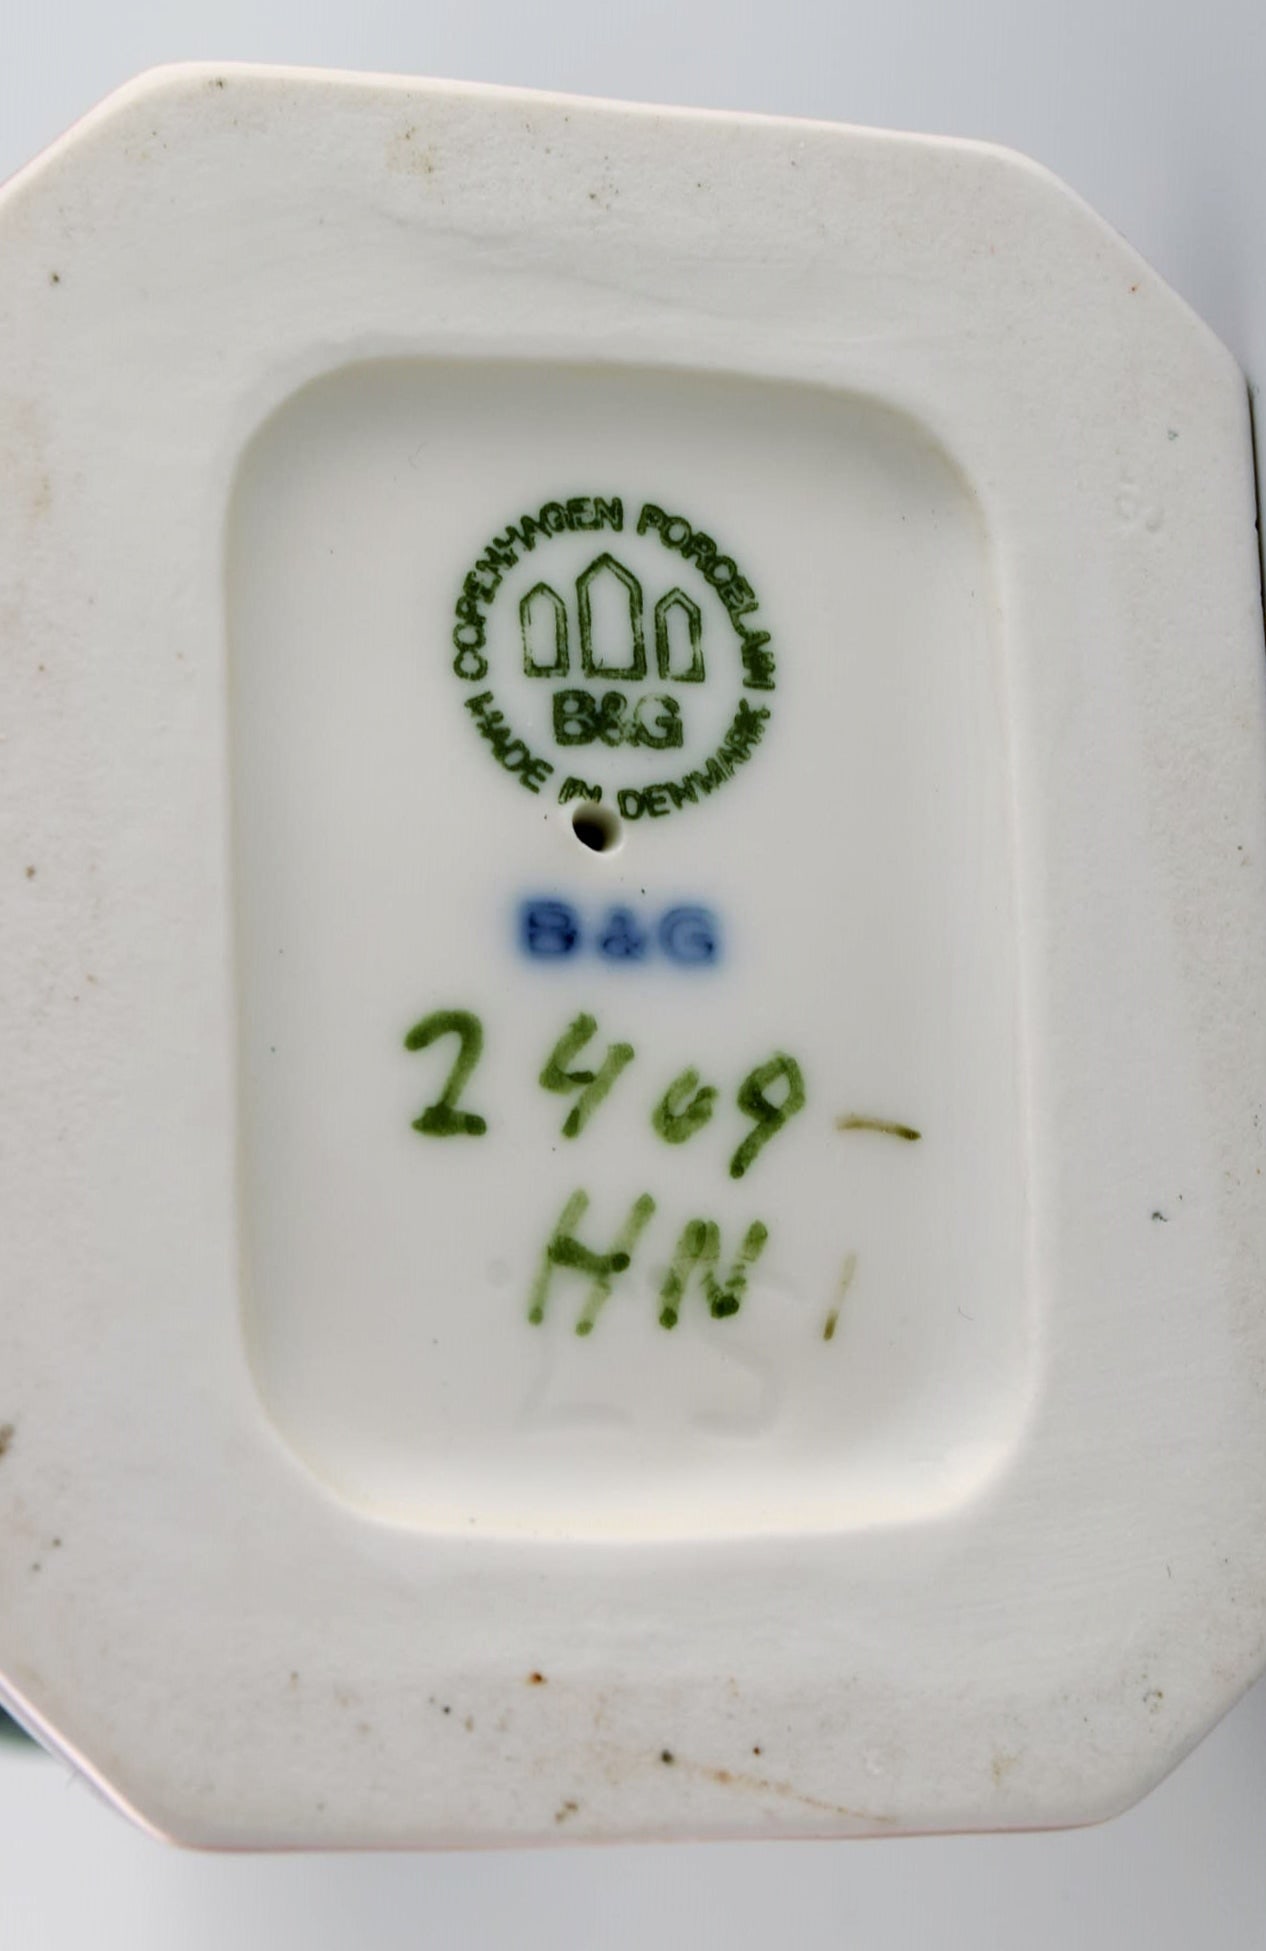 COPENHAGEN PORCELAIN
B&G
MADE IN DENMARK
B&G
2409-
HN